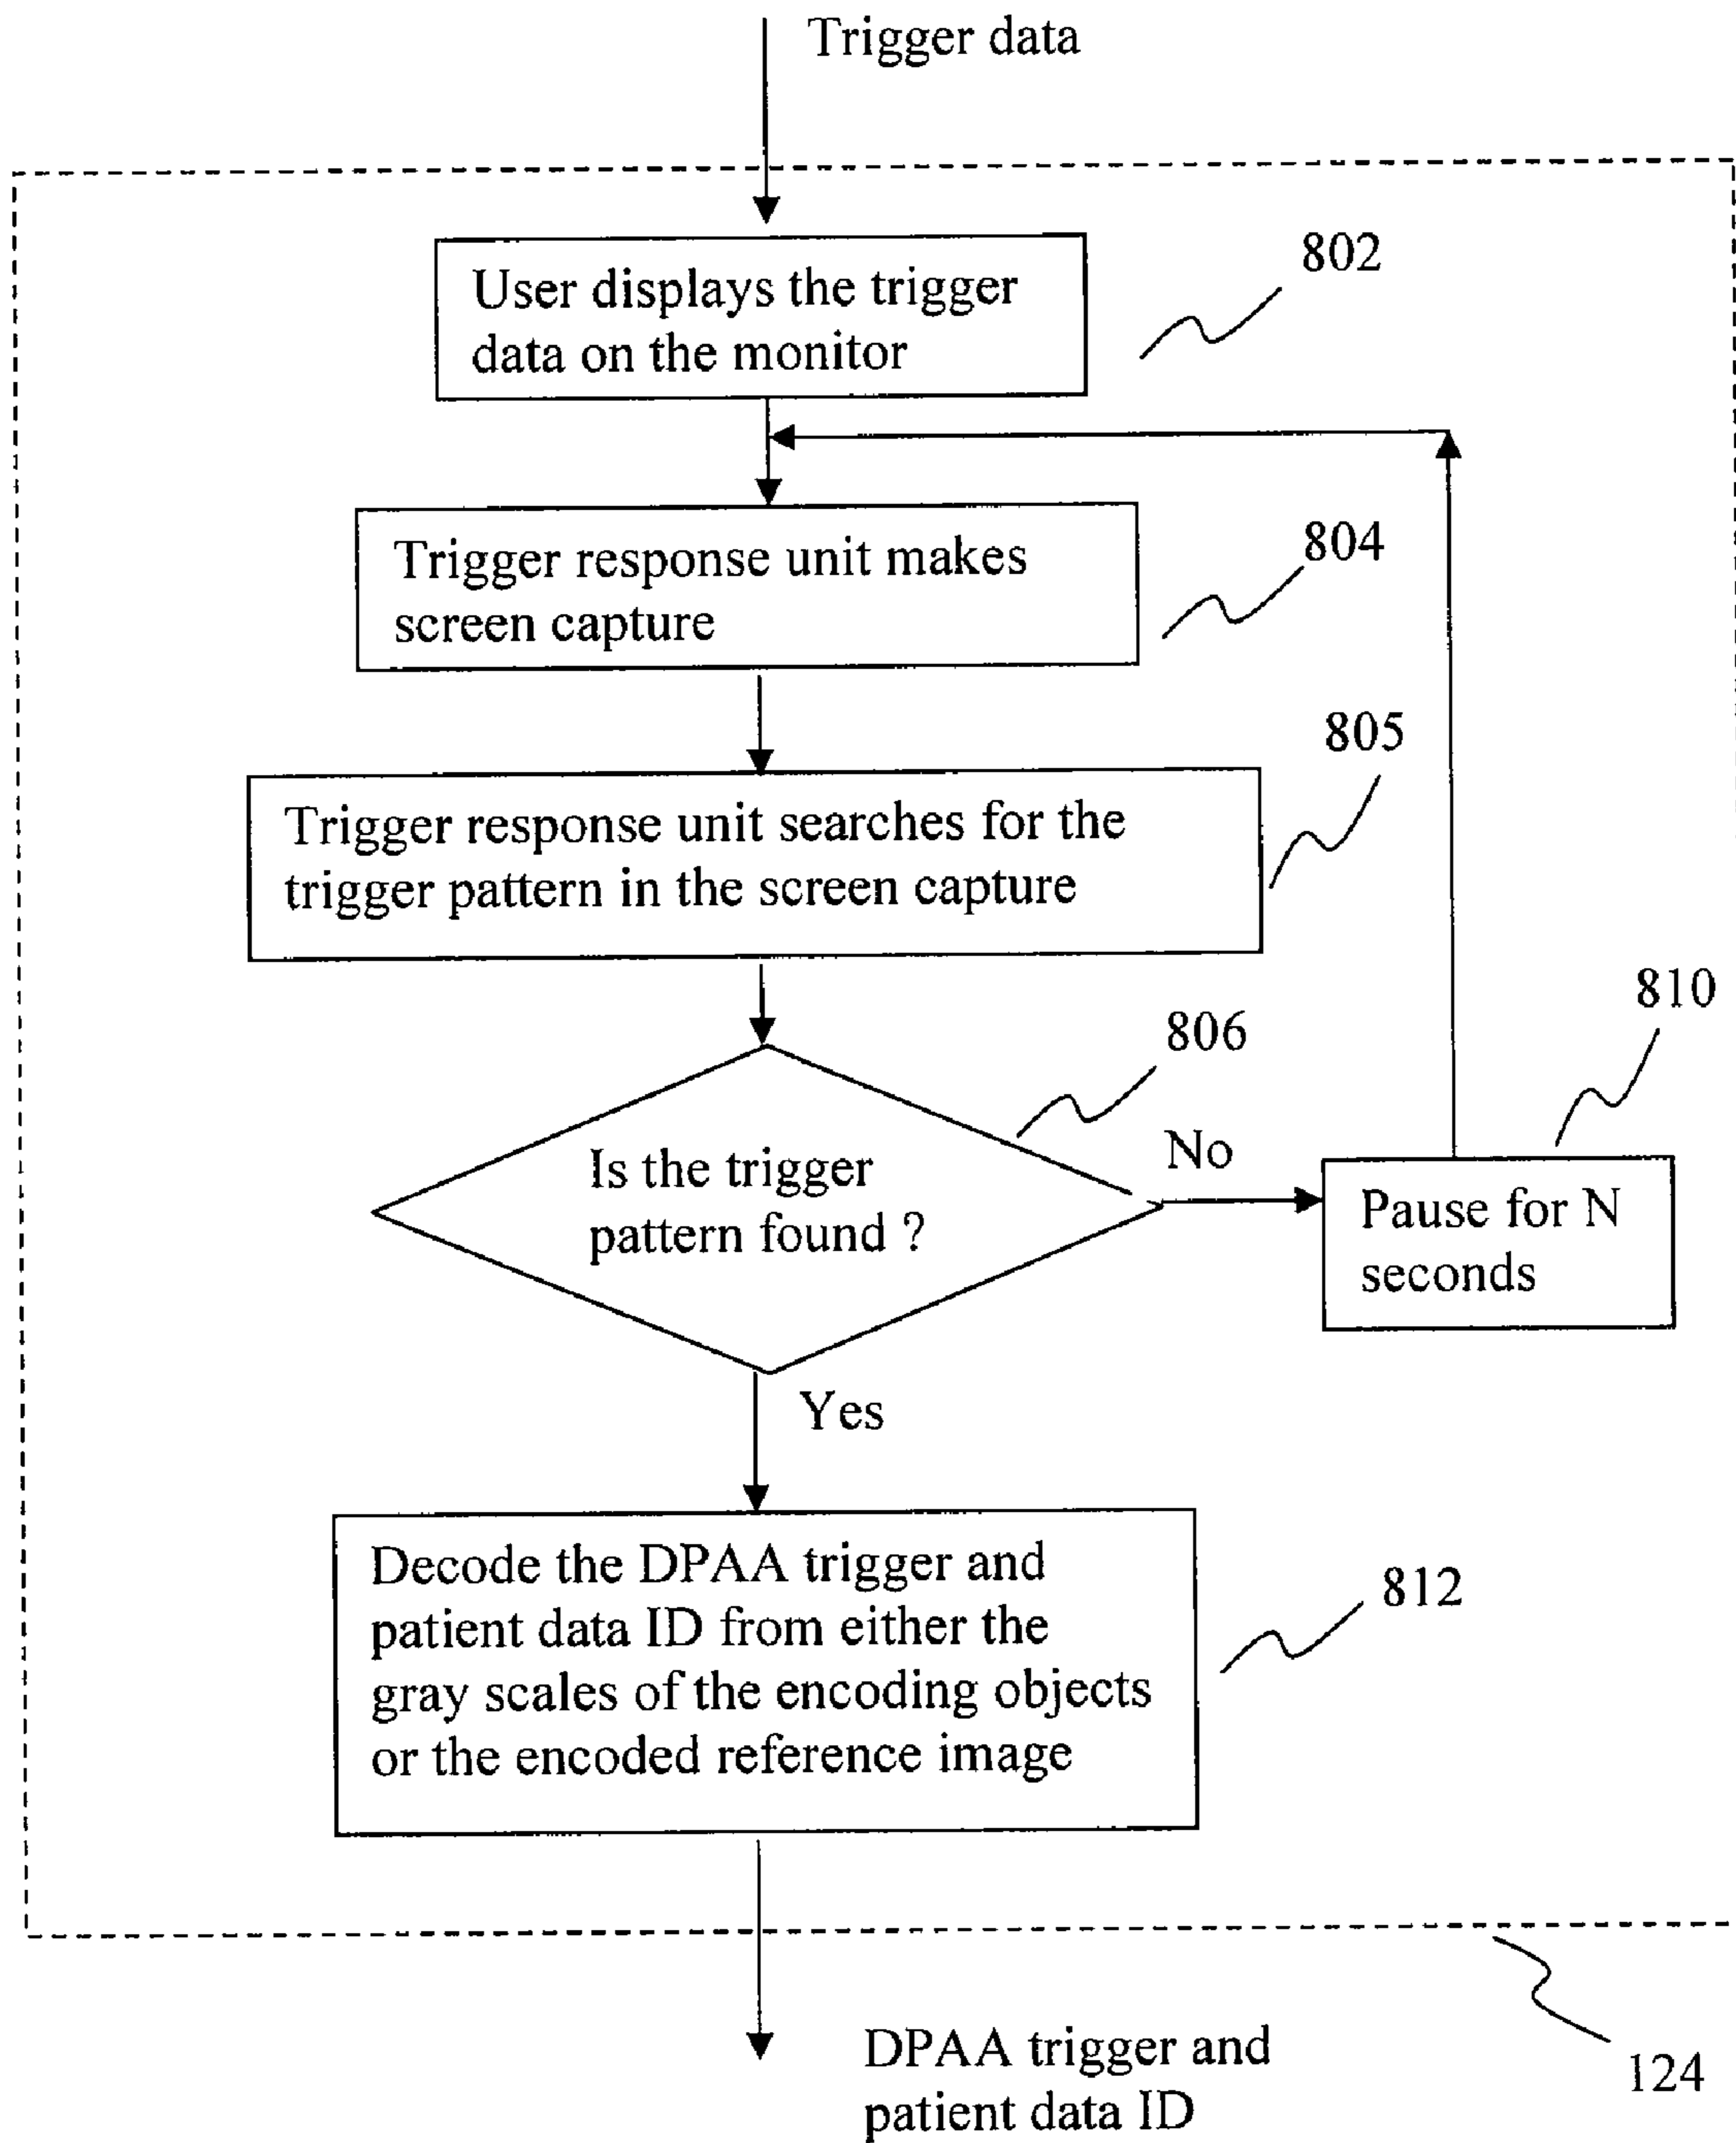 Trigger data
User displays the trigger
data on the monitor
802
Trigger response unit makes
screen capture
804
805
Trigger response unit searches for the
trigger pattern in the screen capture
810
806
Is the trigger
pattern found ?
No
Pause for N
seconds
Yes
Decode the DPAA trigger and
patient data ID from either the
gray scales of the encoding objects
or the encoded reference image
812
DPAA trigger and
patient data ID
124